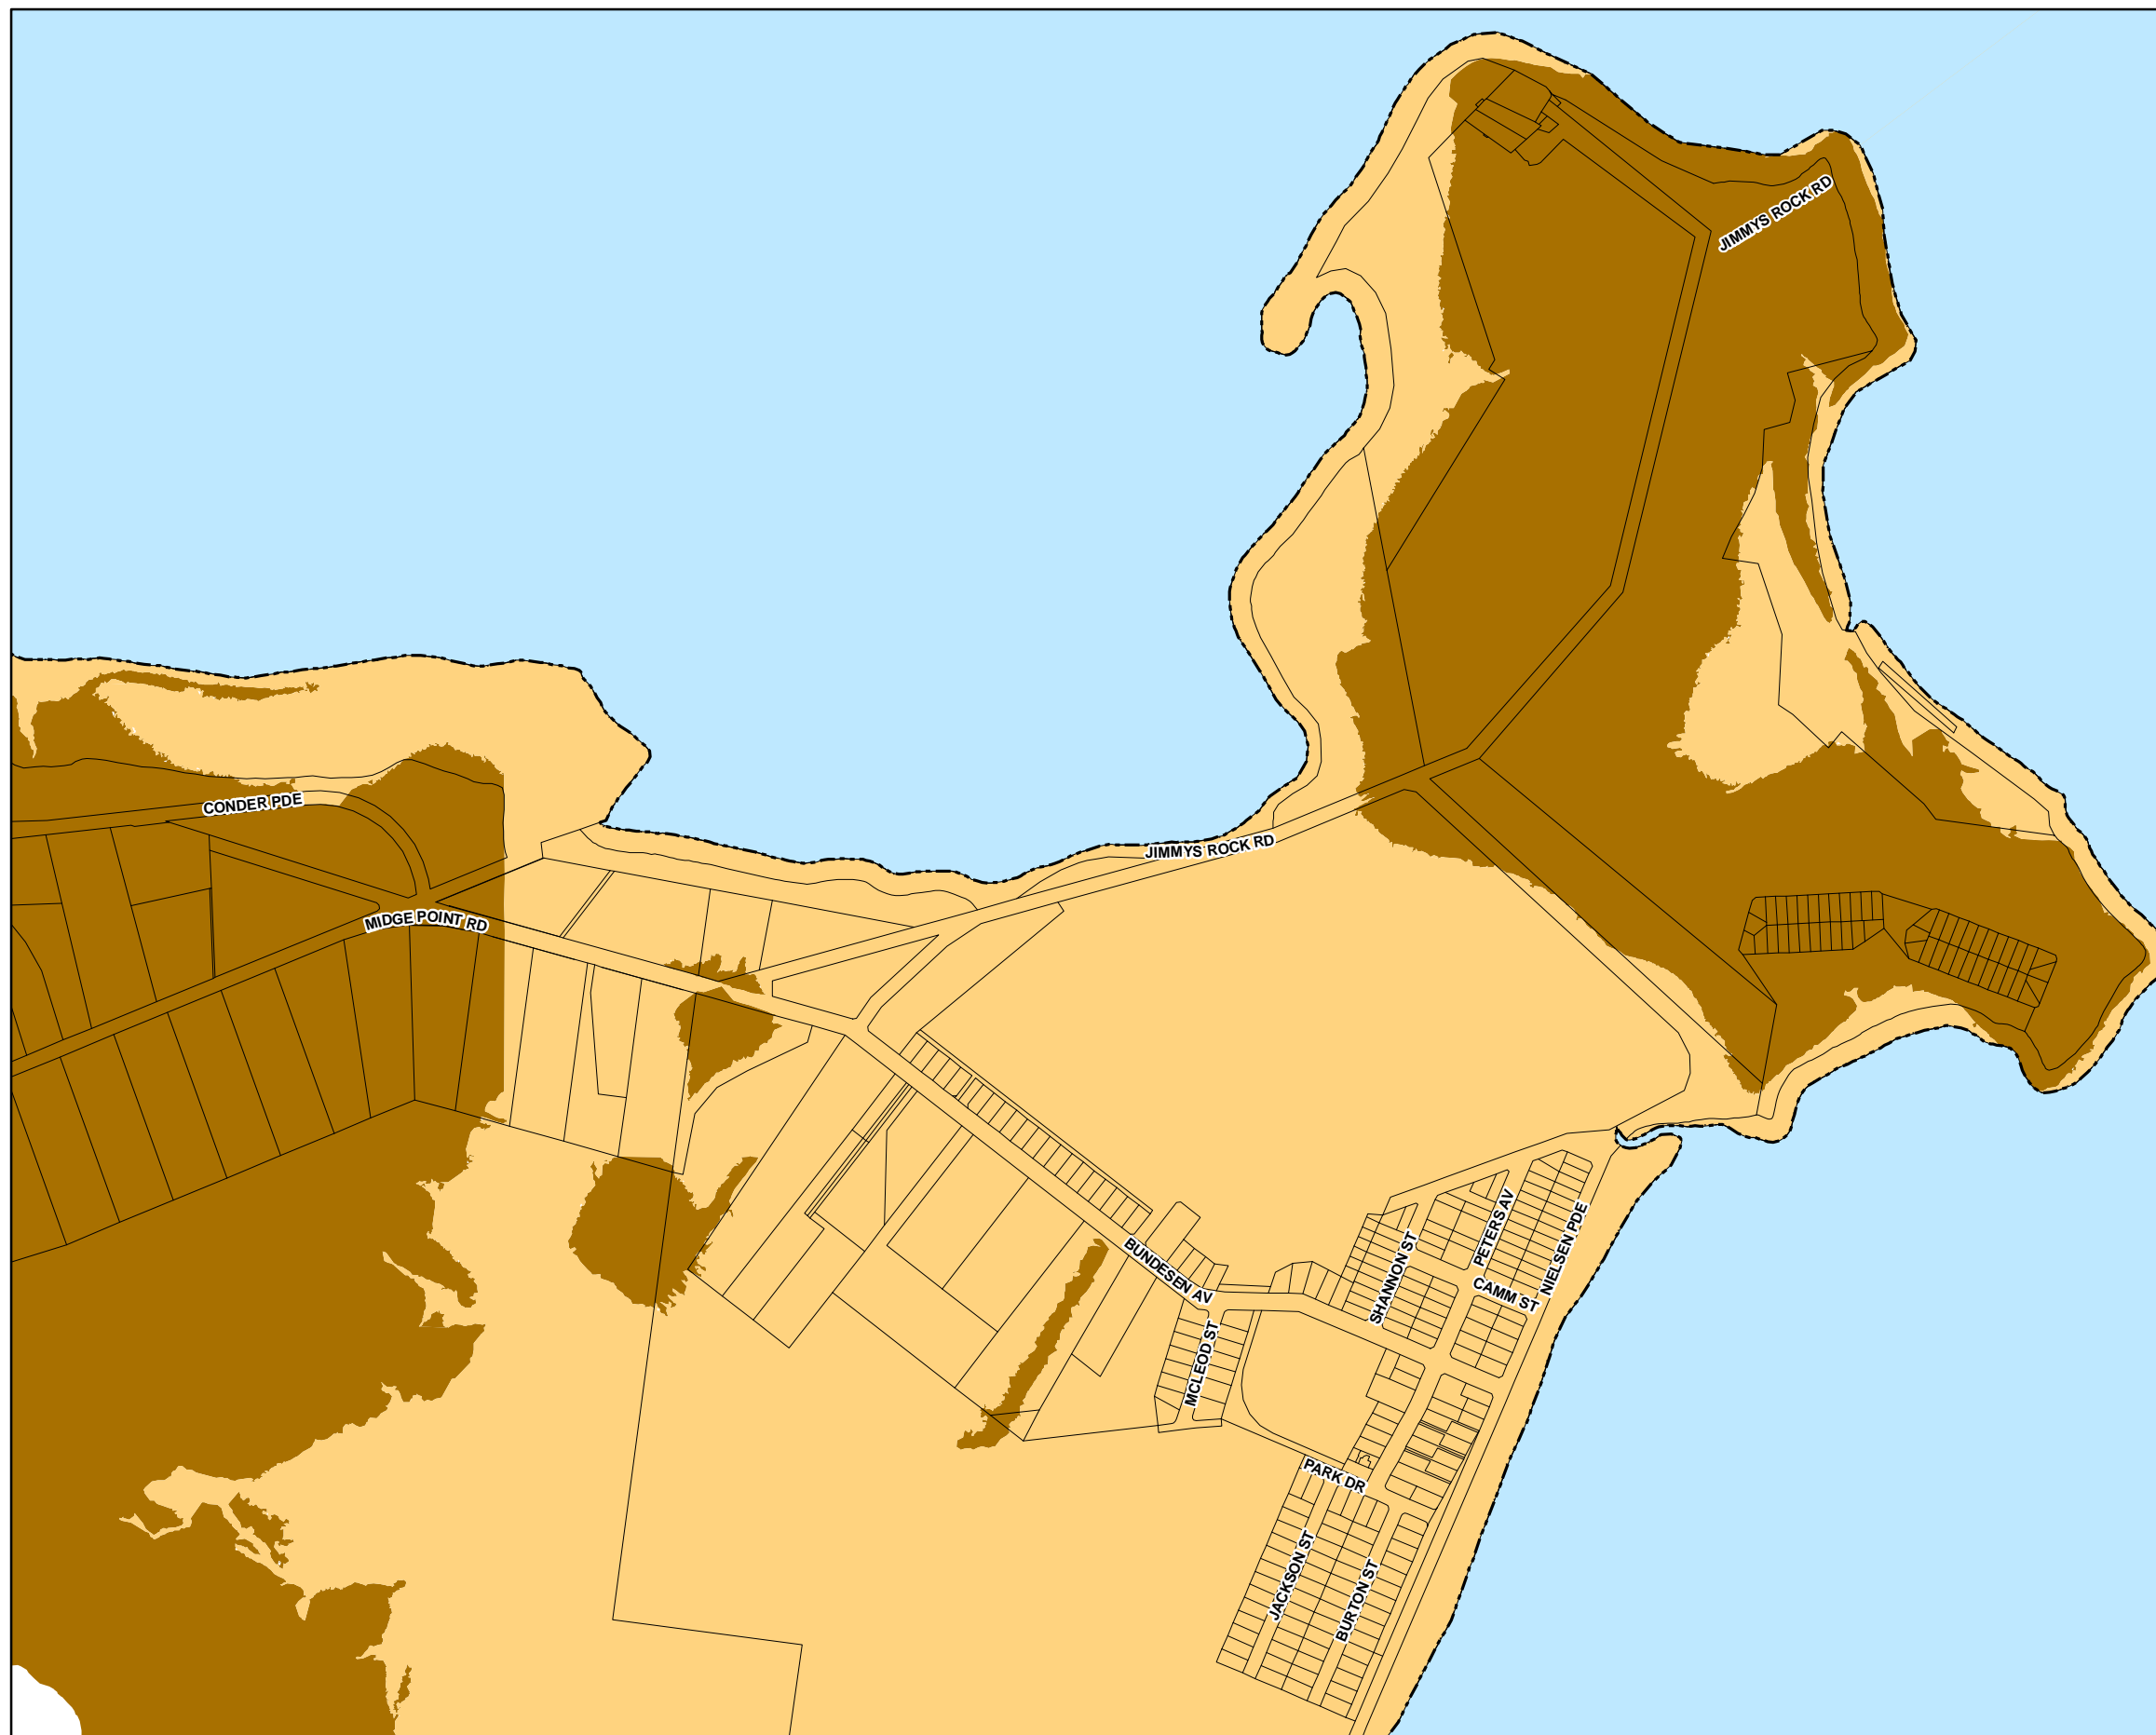 JIMMYS ROCK RD
CONDER PDE
JIMMYS ROCK RD
MIDGE POINT RD
PETERS AV
NIELSEN PDE
SHANNON ST
BUNDESEN AV
CAMM ST
MCLEOD ST
PARK DR
JACKSON ST
BURTON ST